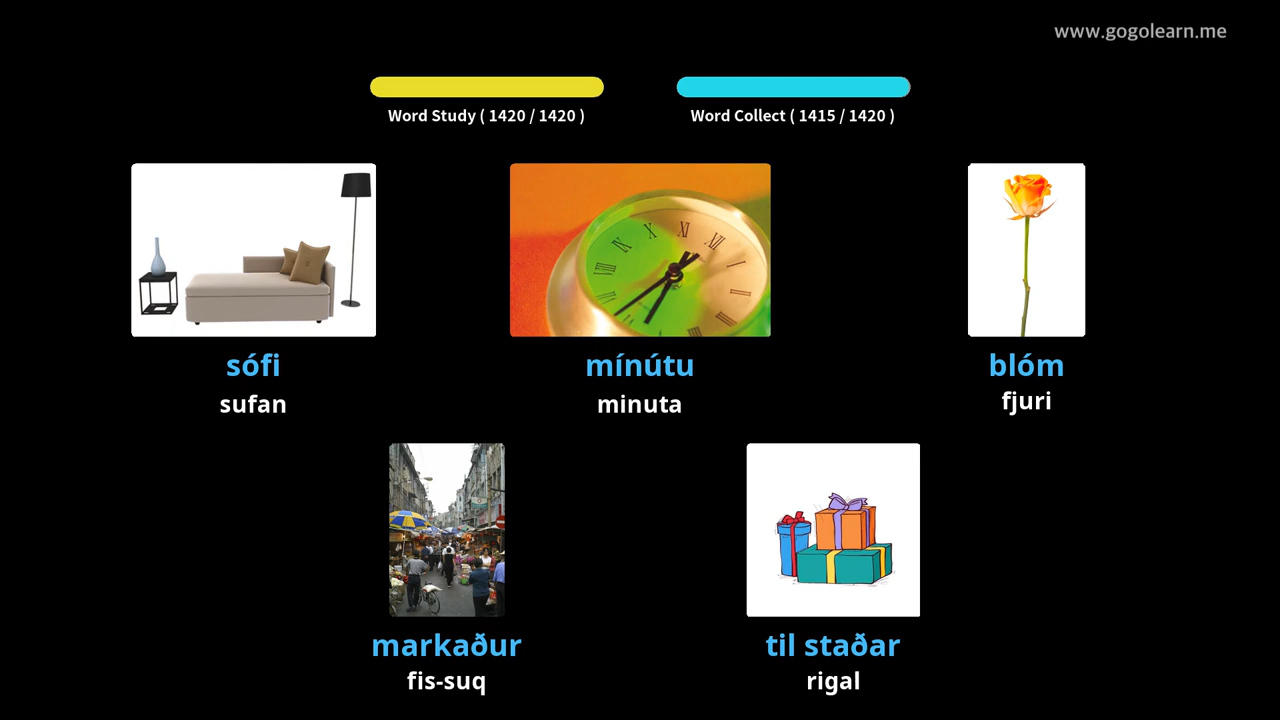 www.gogolearn.me
Word Study ( 1420 / 1420 )
Word Collect ( 1415 / 1420 )
sófi
sufan
mínútu
minuta
blóm
fjuri
markaður
fis-suq
til staðar
rigal